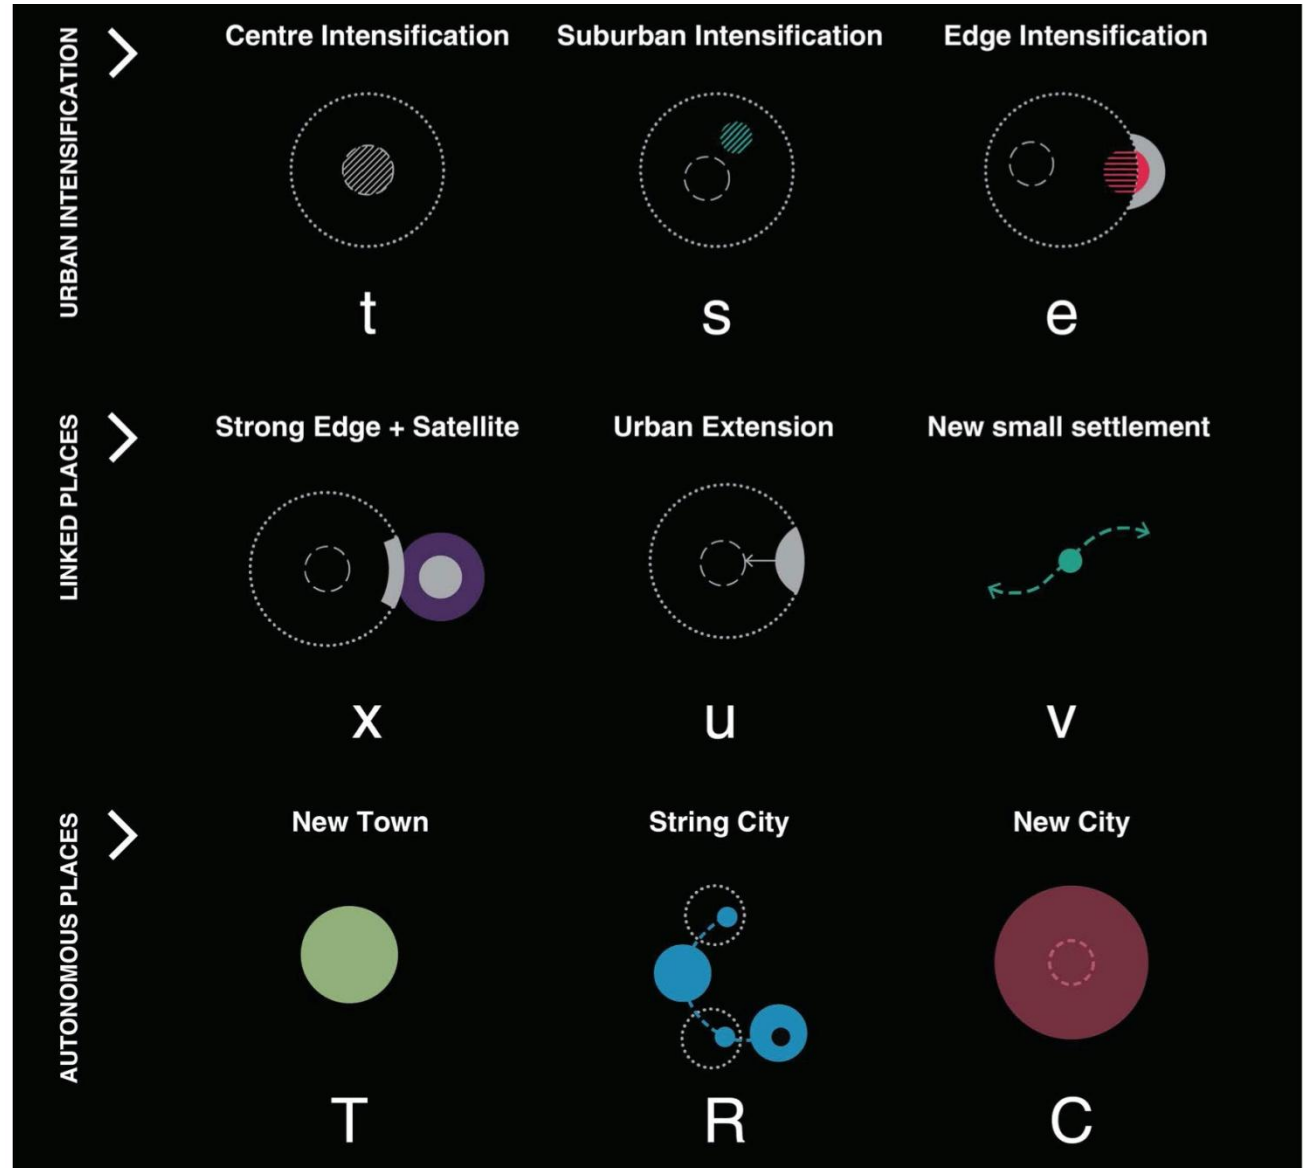 URBAN INTENSIFICATION
Centre Intensification
Suburban Intensification
Edge Intensification
t
s
e
LINKED PLACES
Strong Edge + Satellite
Urban Extension
New small settlement
x
u
v
AUTONOMOUS PLACES
New Town
String City
New City
T
R
C